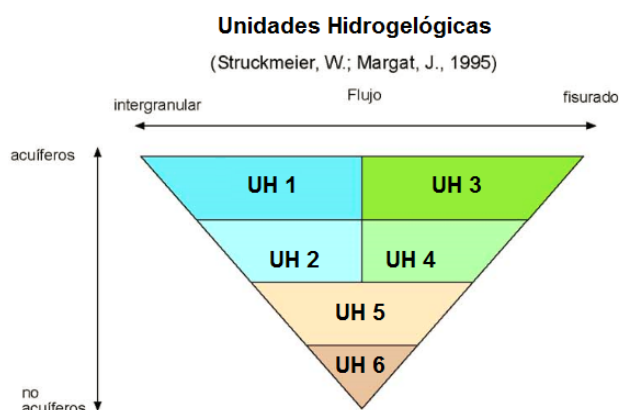 Unidades Hidrogelógicas
(Struckmeier, W.; Margat, J., 1995)
intergranular
Flujo
fisurado
acuíferos
UH 1
UH 3
UH 2
UH 4
UH 5
UH 6
no
acuíferos